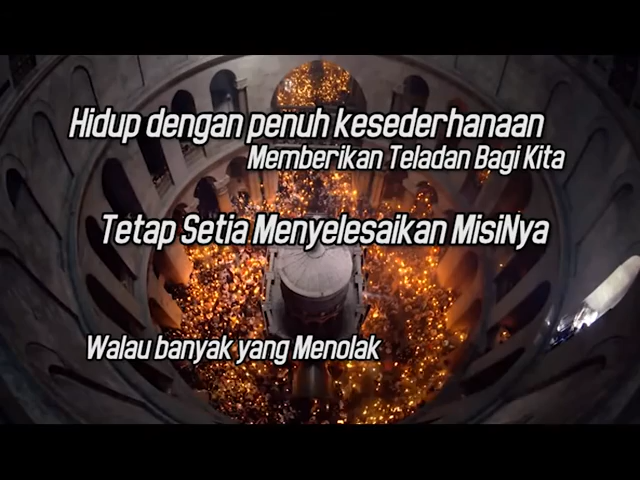 Hidup dengan penuh kesederhanaan
Memberikan Teladan Bagi Kita
Tetap Setia Menyelesaikan MisiNya
Walau banyak yang Menolak